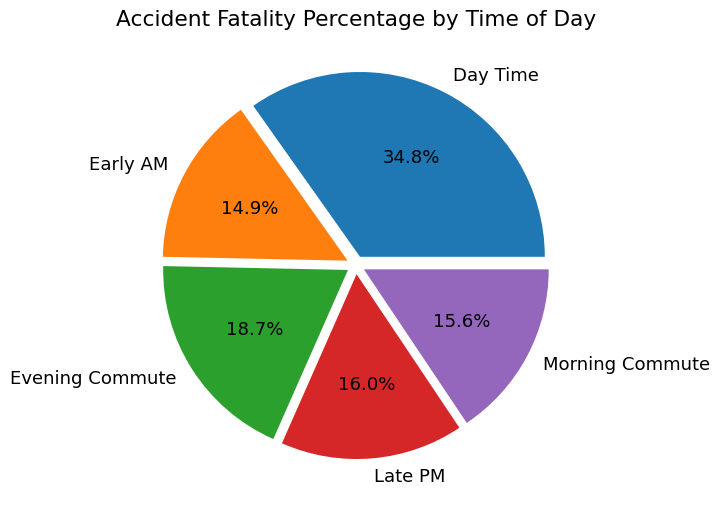 Accident Fatality Percentage by Time of Day
Day Time
34.8%
Early AM
14.9%
Evening Commute
18.7%
Late PM
16.0%
Morning Commute
15.6%